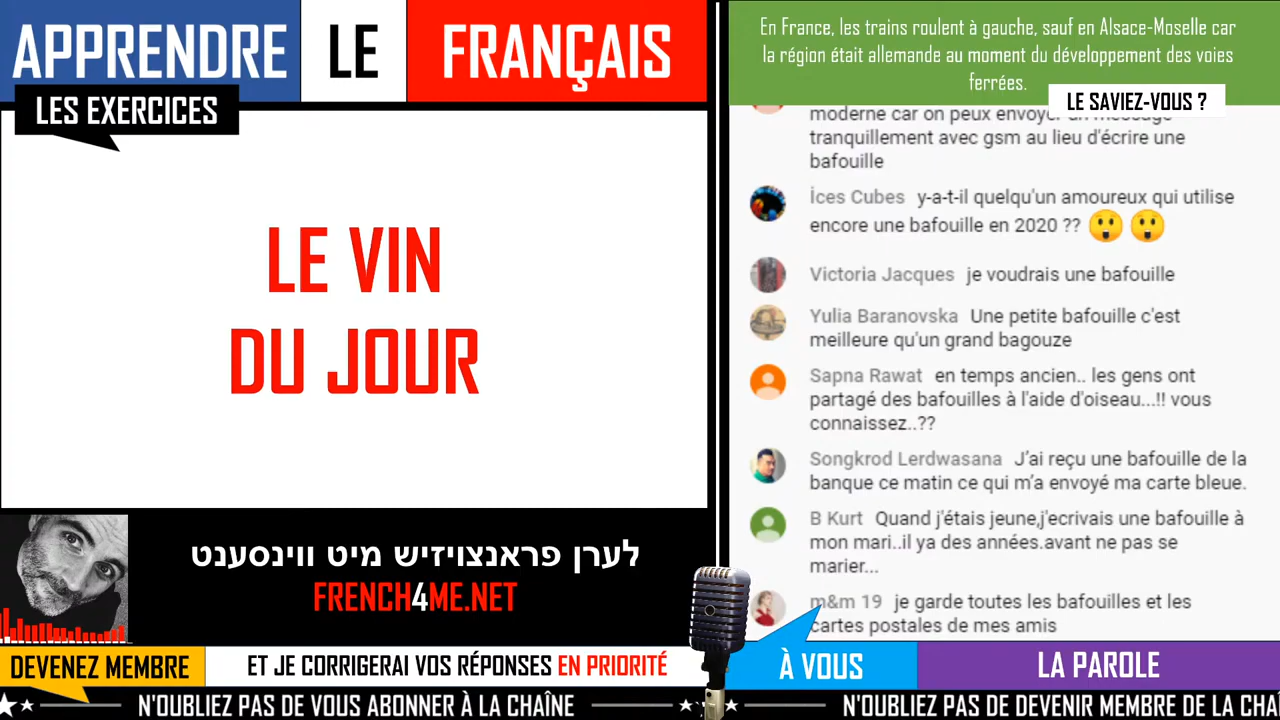 APPRENDRE LE FRANÇAIS
LES EXERCICES
LE VIN
DU JOUR
לערן פראנצויזיש מיט ווינסענט
FRENCH4ME.NET
DEVENEZ MEMBRE
ET JE CORRIGERAI VOS RÉPONSES EN PRIORITÉ
En France, les trains roulent à gauche, sauf en Alsace-Moselle car
la région était allemande au moment du développement des voies
ferrées.
LE SAVIEZ-VOUS ?
moderne car on peux envoyer un message
tranquillement avec gsm au lieu d'écrire une
bafouille
İces Cubes y-a-t-il quelqu'un amoureux qui utilise
encore une bafouille en 2020 ?? 😲 😲
Victoria Jacques je voudrais une bafouille
Yulia Baranovska Une petite bafouille c'est
meilleure qu'un grand bagouze
Sapna Rawat en temps ancien.. les gens ont
partagé des bafouilles à l'aide d'oiseau...!! vous
connaissez..??
Songkrod Lerdwasana J’ai reçu une bafouille de la
banque ce matin ce qui m’a envoyé ma carte bleue.
B Kurt Quand j'étais jeune,j'ecrivais une bafouille à
mon mari..il ya des années.avant ne pas se
marier...
m&m 19 je garde toutes les bafouilles et les
cartes postales de mes amis
À VOUS
LA PAROLE
N'OUBLIEZ PAS DE VOUS ABONNER À LA CHAÎNE
N'OUBLIEZ PAS DE DEVENIR MEMBRE DE LA CHA